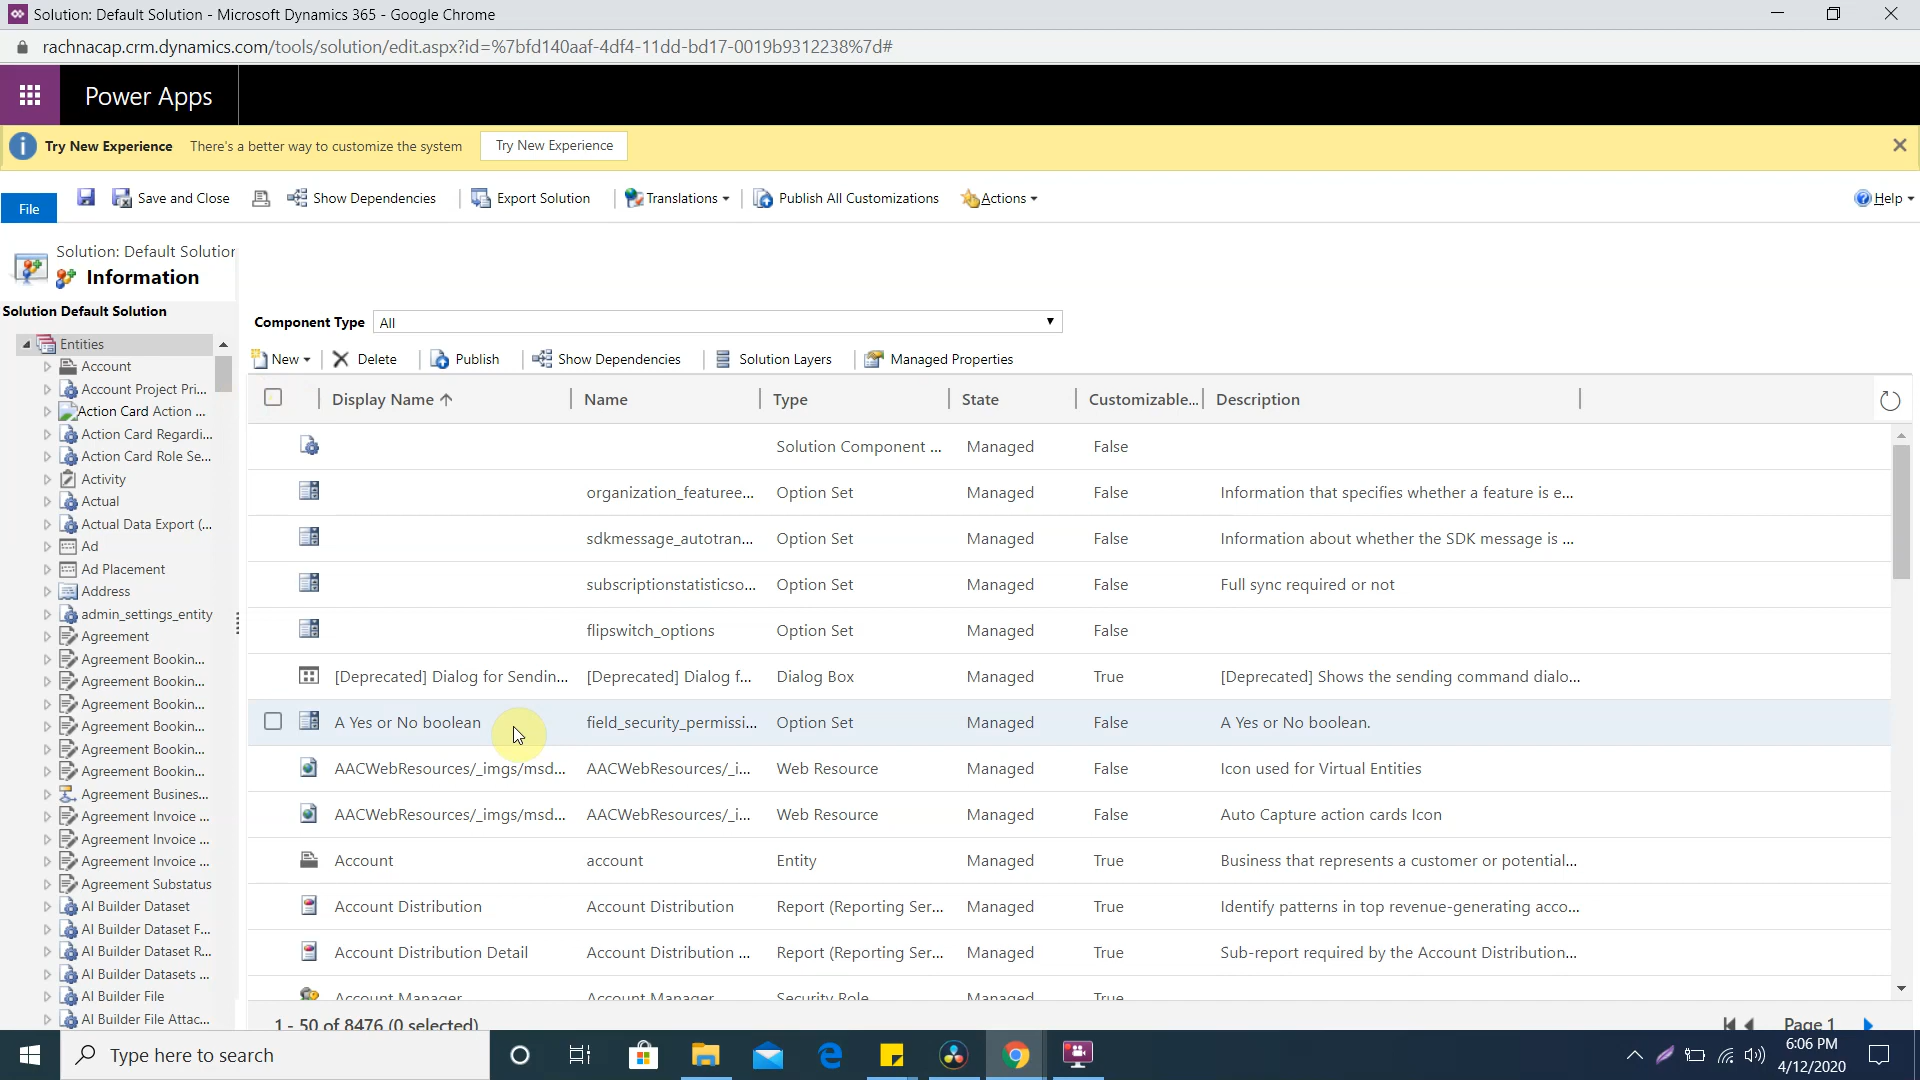 Solution: Default Solution - Microsoft Dynamics 365 - Google Chrome
rachnacap.crm.dynamics.com/tools/solution/edit.aspx?id=%7bfd140aaf-4df4-11dd-bd17-0019b9312238%7d#
Power Apps
Try New Experience There's a better way to customize the system Try New Experience
File Save and Close Show Dependencies Export Solution Translations Publish All Customizations Actions Help
Solution: Default Solution
Information
Solution Default Solution
Component Type All
New Delete Publish Show Dependencies Solution Layers Managed Properties
Entities
Account
Account Project Pri...
Action Card Action ...
Action Card Regardi...
Action Card Role Se...
Activity
Actual
Actual Data Export (...
Ad
Ad Placement
Address
admin_settings_entity
Agreement
Agreement Bookin...
Agreement Bookin...
Agreement Bookin...
Agreement Bookin...
Agreement Bookin...
Agreement Bookin...
Agreement Busines...
Agreement Invoice ...
Agreement Invoice ...
Agreement Invoice ...
Agreement Substatus
AI Builder Dataset
AI Builder Dataset F...
AI Builder Dataset R...
AI Builder Datasets ...
AI Builder File
AI Builder File Attac...
Display Name Name Type State Customizable... Description
Solution Component ... Managed False
organization_featuree... Option Set Managed False Information that specifies whether a feature is e...
sdkmessage_autotran... Option Set Managed False Information about whether the SDK message is ...
subscriptionstatisticso... Option Set Managed False Full sync required or not
flipswitch_options Option Set Managed False
[Deprecated] Dialog for Sendin... [Deprecated] Dialog f... Dialog Box Managed True [Deprecated] Shows the sending command dialo...
A Yes or No boolean field_security_permissi... Option Set Managed False A Yes or No boolean.
AACWebResources/_imgs/msd... AACWebResources/_i... Web Resource Managed False Icon used for Virtual Entities
AACWebResources/_imgs/msd... AACWebResources/_i... Web Resource Managed False Auto Capture action cards Icon
Account account Entity Managed True Business that represents a customer or potential...
Account Distribution Account Distribution Report (Reporting Ser... Managed True Identify patterns in top revenue-generating acco...
Account Distribution Detail Account Distribution ... Report (Reporting Ser... Managed True Sub-report required by the Account Distribution...
Account Manager Account Manager Security Role Managed True
1 - 50 of 8476 (0 selected) Page 1
Type here to search
6:06 PM
4/12/2020